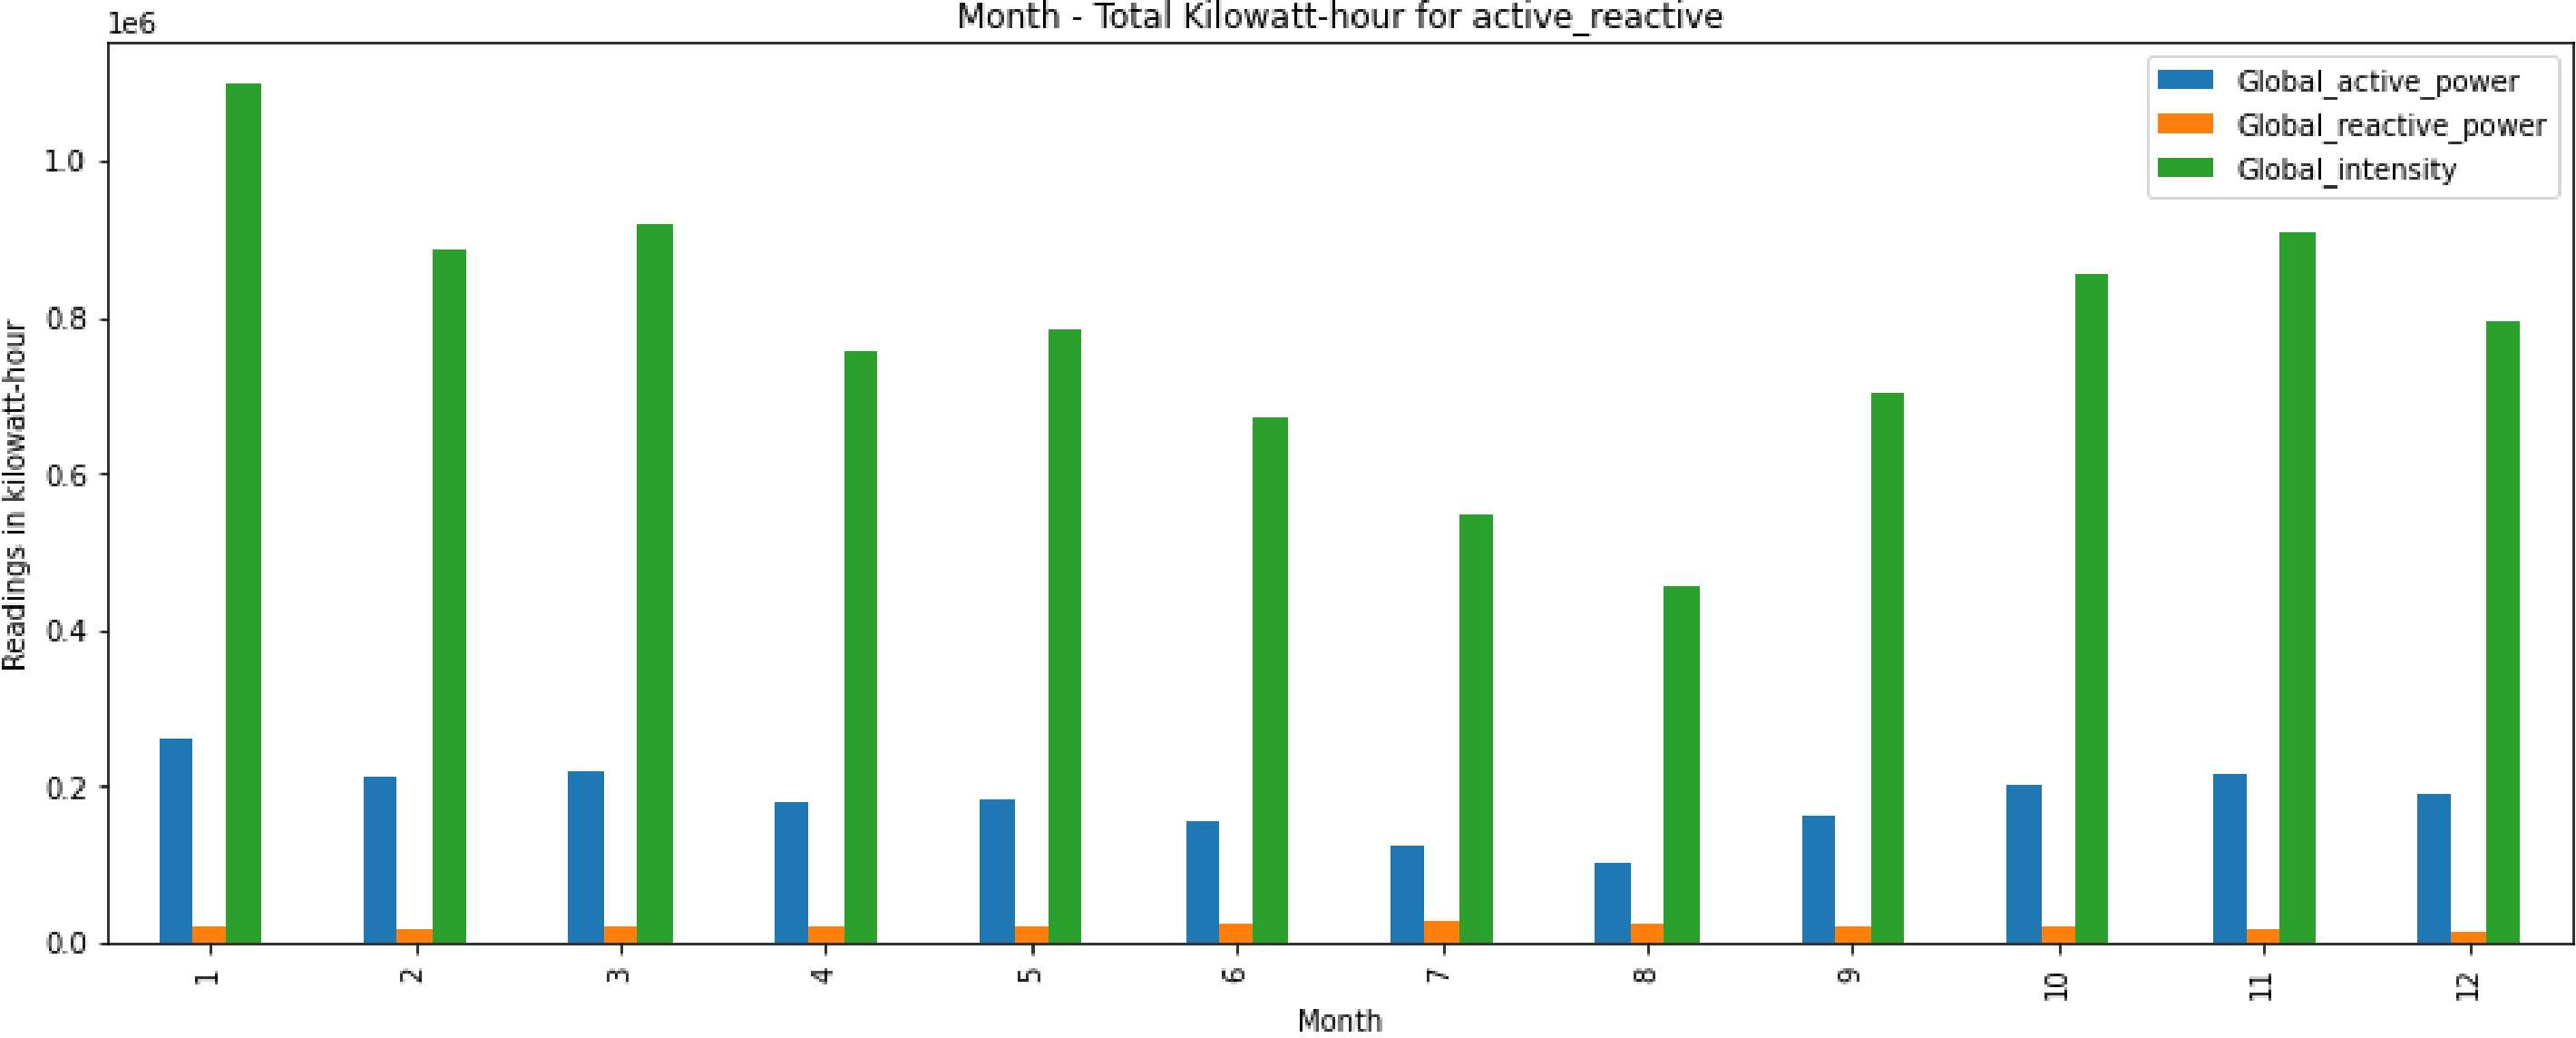 Month - Total Kilowatt-hour for active_reactive
1e6
Global_active_power
Global_reactive_power
Global_intensity
1.0
0.8
0.6
0.4
0.2
0.0
Readings in kilowatt-hour
1 2 3 4 5 6 7 8 9 10 11 12
Month